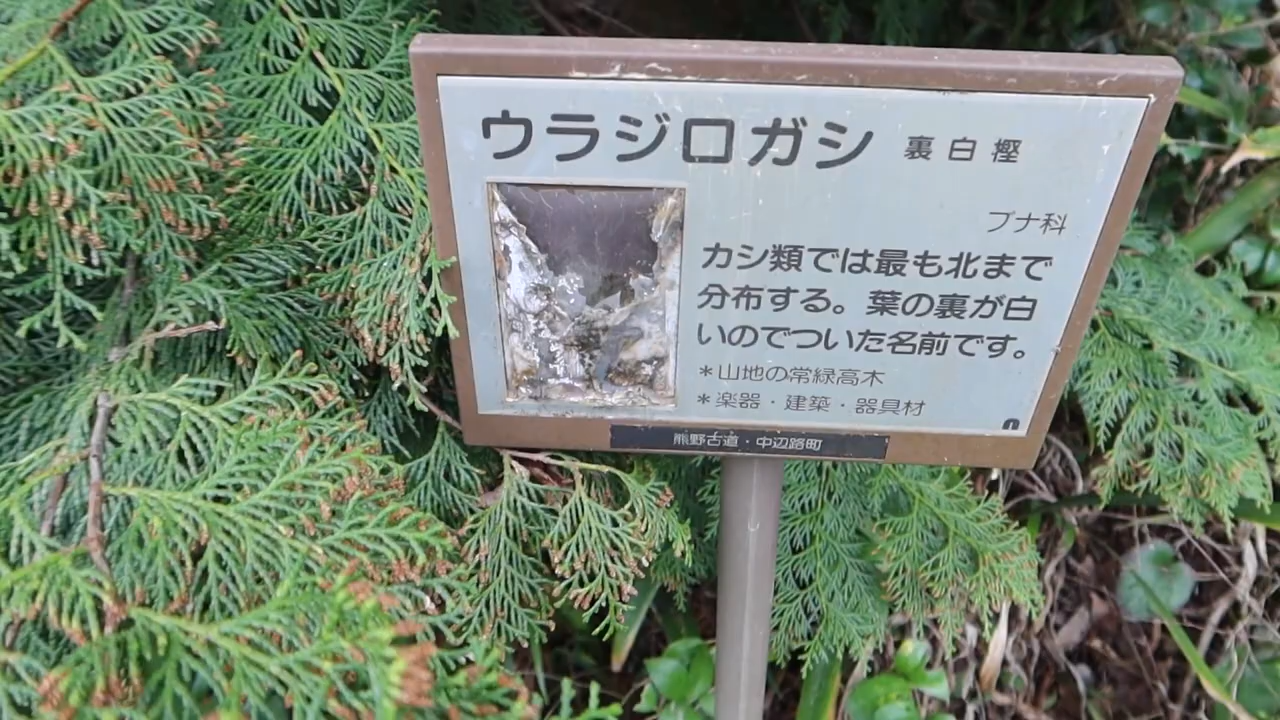 ウラジロガシ 裏白樫
ブナ科
カシ類では最も北まで
分布する。葉の裏が白
いのでついた名前です。
*山地の常緑高木
*楽器・建築・器具材
熊野古道・中辺路町